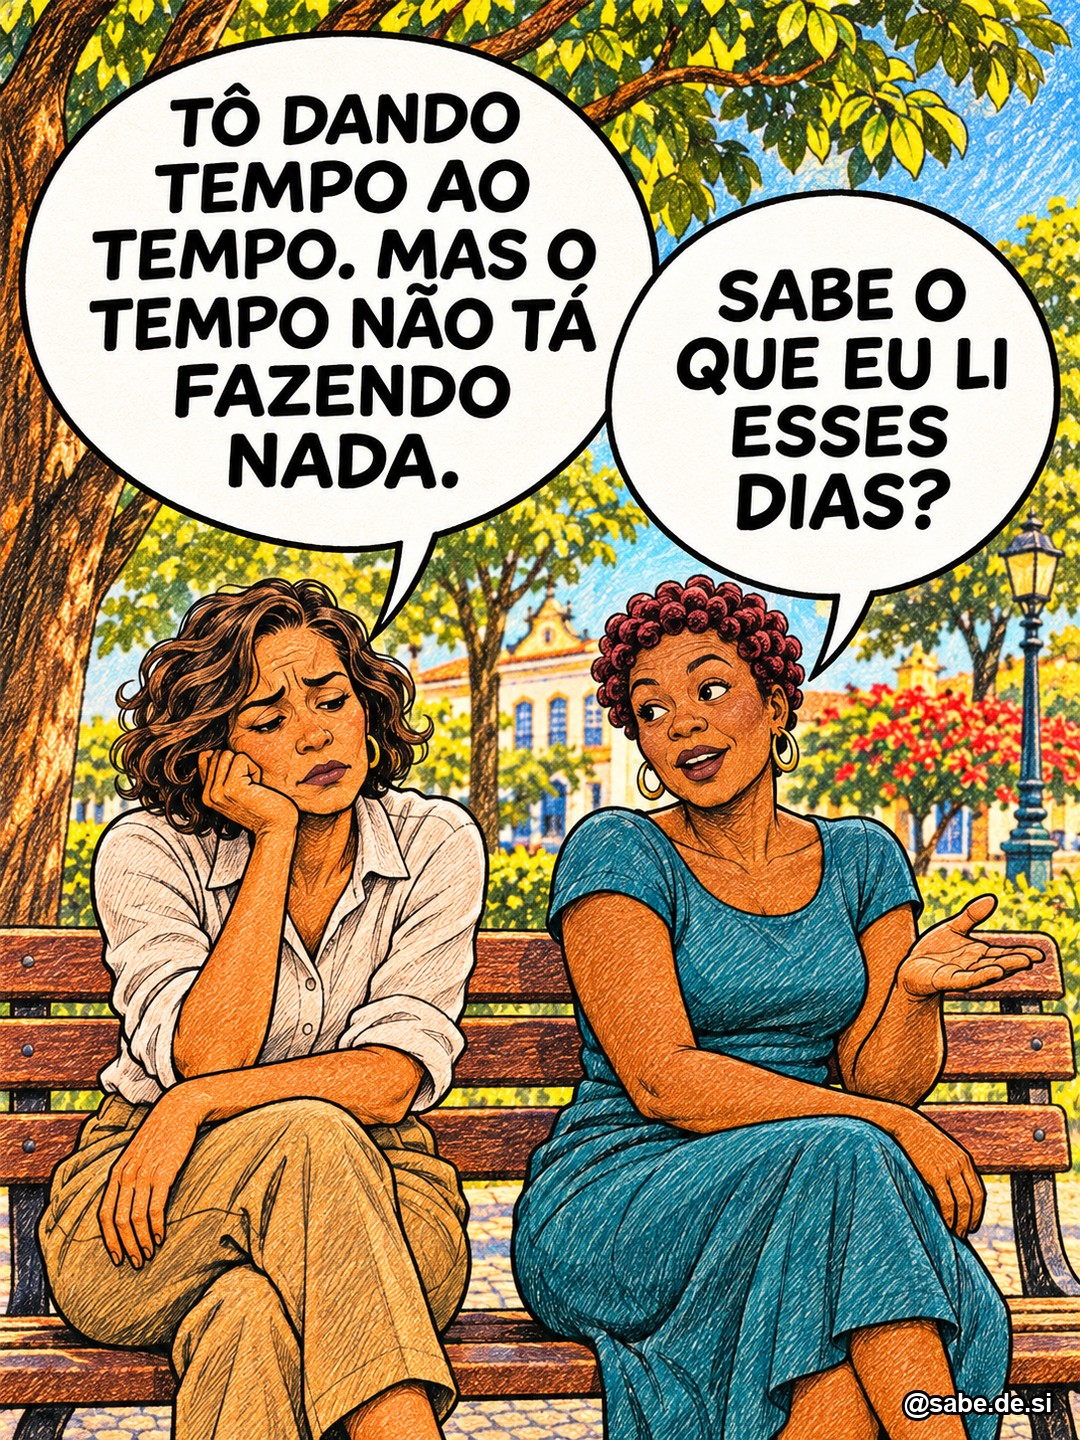 TÔ DANDO
TEMPO AO
TEMPO. MAS O
TEMPO NÃO TÁ
FAZENDO
NADA.
SABE O
QUE EU LI
ESSES
DIAS?
@sabe.de.si